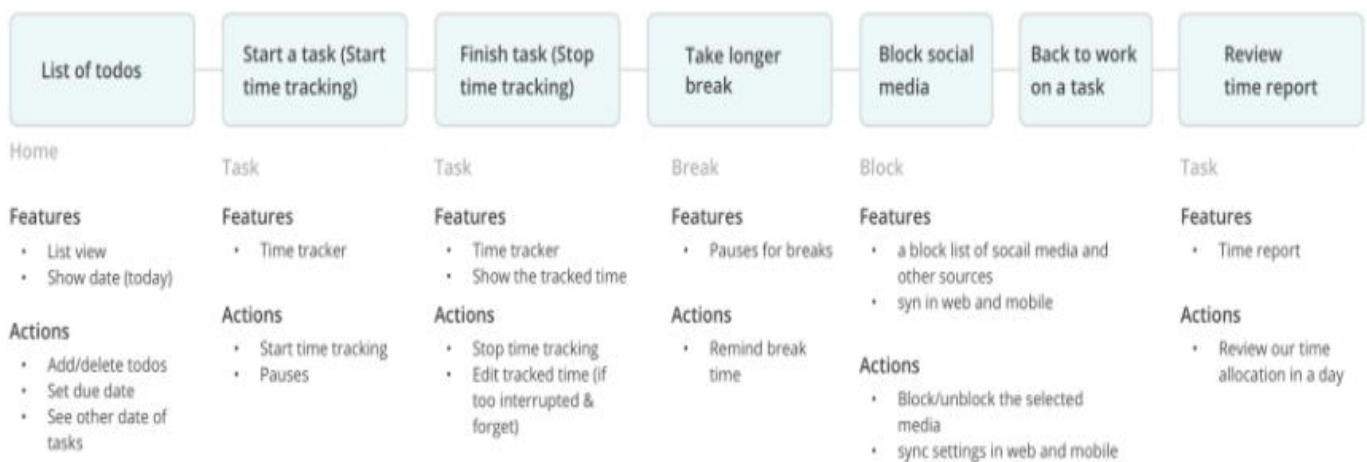 List of todos
Start a task (Start
time tracking)
Finish task (Stop
time tracking)
Take longer
break
Block social
media
Back to work
on a task
Review
time report
Home
Features
• List view
• Show date (today)
Actions
• Add/delete todos
• Set due date
• See other date of
tasks
Task
Features
• Time tracker
Actions
• Start time tracking
• Pauses
Task
Features
• Time tracker
• Show the tracked time
Actions
• Stop time tracking
• Edit tracked time (if
too interrupted &
forget)
Break
Features
• Pauses for breaks
Actions
• Remind break
time
Block
Features
• a block list of socail media and
other sources
• syn in web and mobile
Actions
• Block/unblock the selected
media
• sync settings in web and mobile
Task
Features
• Time report
Actions
• Review our time
allocation in a day